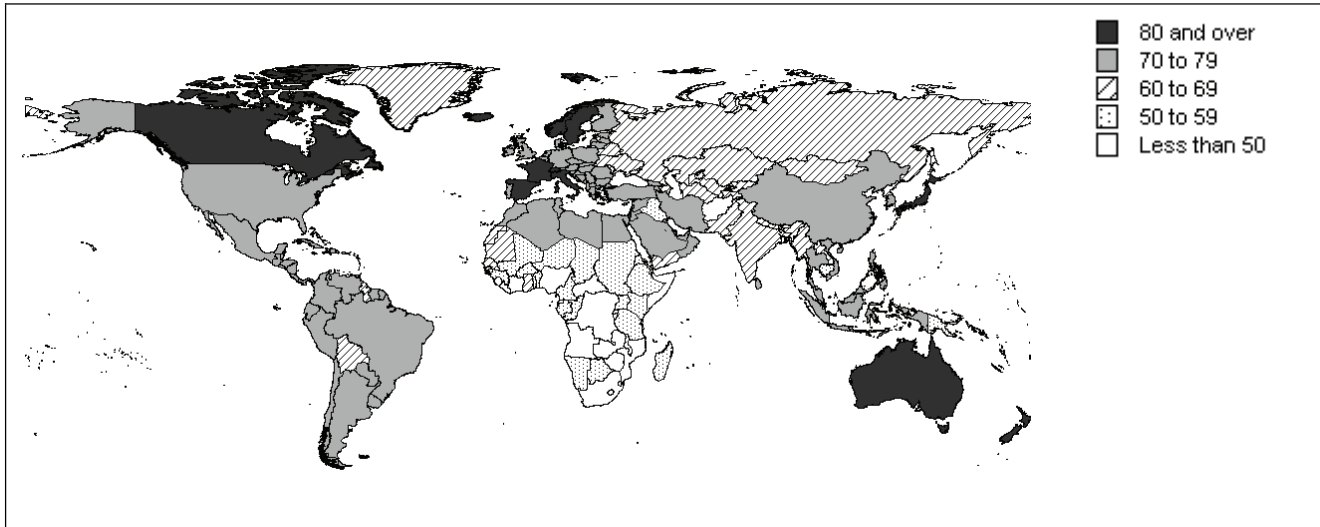 80 and over
70 to 79
60 to 69
50 to 59
Less than 50